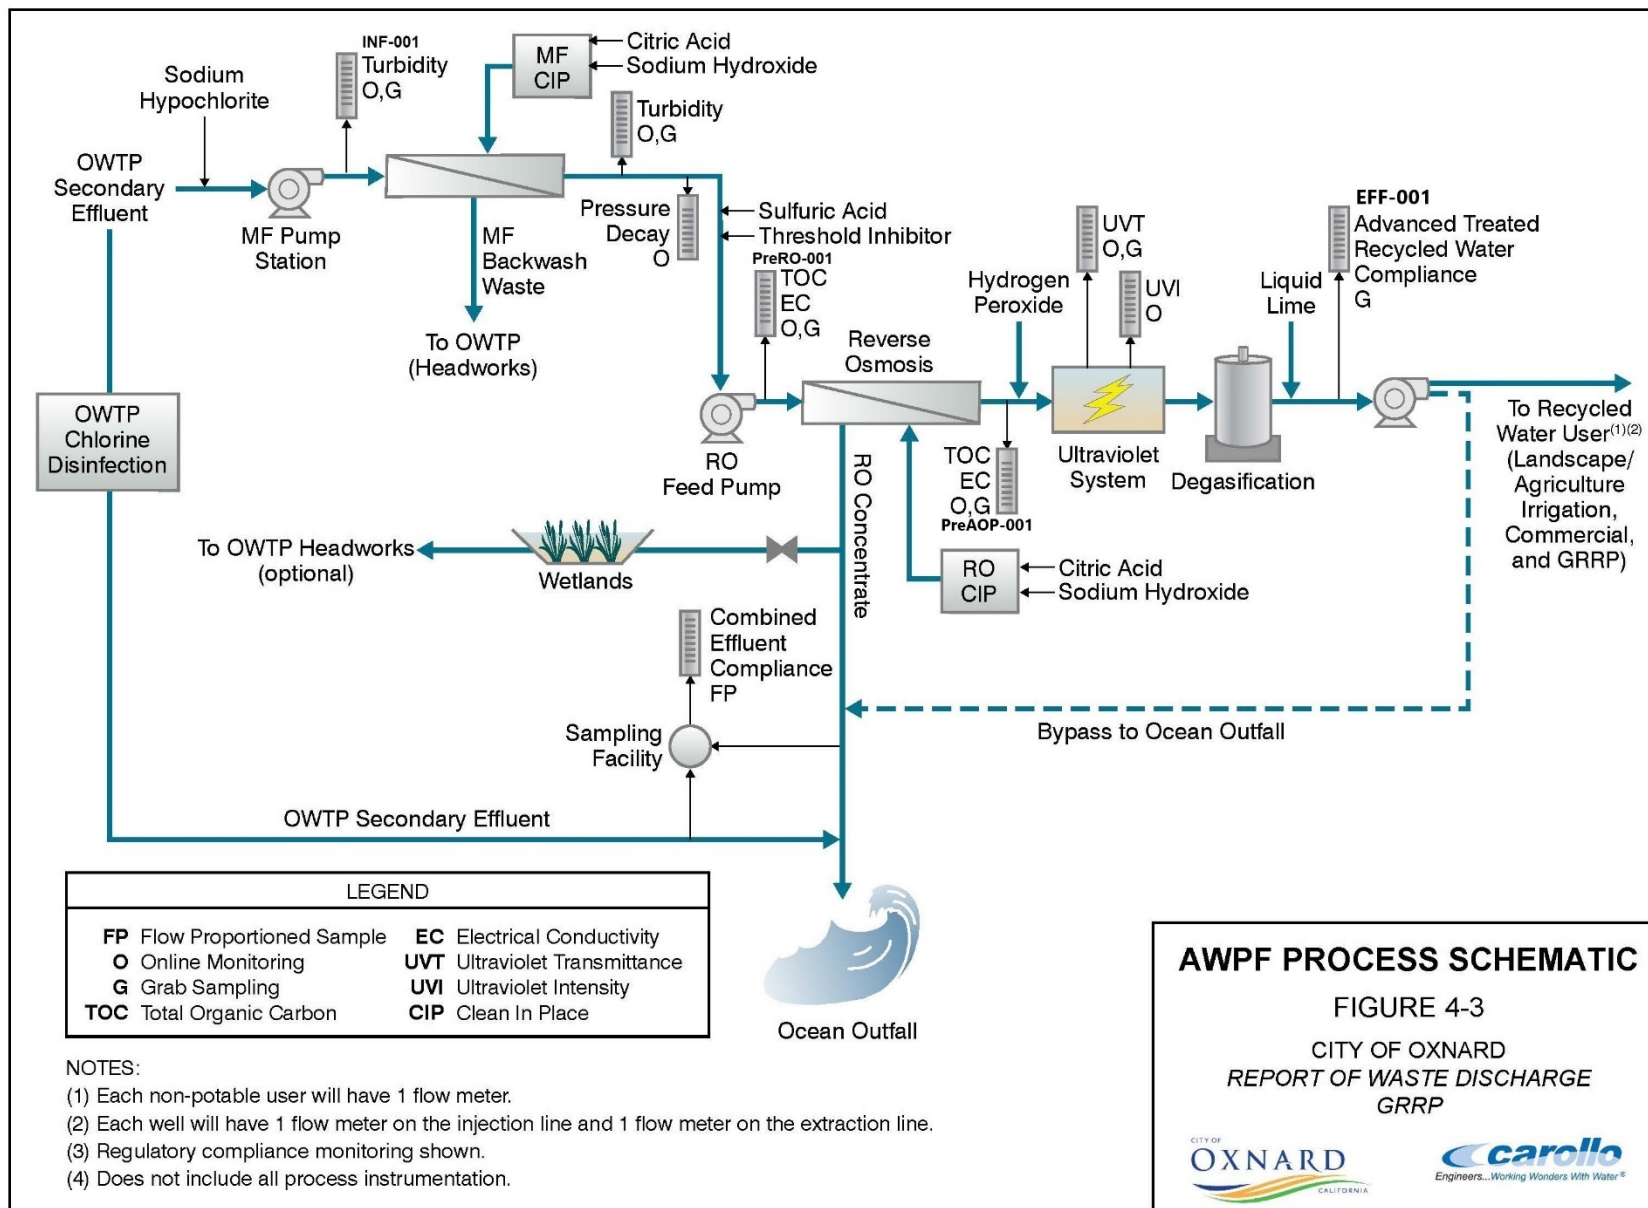 INF-001
Turbidity
O,G
Sodium
Hypochlorite
MF
CIP
Citric Acid
Sodium Hydroxide
Turbidity
O,G
OWTP
Secondary
Effluent
MF Pump
Station
MF
Backwash
Waste
To OWTP
(Headworks)
Pressure
Decay
O
Sulfuric Acid
Threshold Inhibitor
PreRO-001
TOC
EC
O,G
RO
Feed Pump
Reverse
Osmosis
Hydrogen
Peroxide
UVT
O,G
UVI
O
Liquid
Lime
EFF-001
Advanced Treated
Recycled Water
Compliance
G
OWTP
Chlorine
Disinfection
TOC
EC
O,G
PreAOP-001
Ultraviolet
System
Degasification
To Recycled
Water User(1)(2)
(Landscape/
Agriculture
Irrigation,
Commercial,
and GRRP)
RO Concentrate
To OWTP Headworks
(optional)
Wetlands
RO
CIP
Citric Acid
Sodium Hydroxide
Combined
Effluent
Compliance
FP
Sampling
Facility
Bypass to Ocean Outfall
OWTP Secondary Effluent
Ocean Outfall
LEGEND
FP Flow Proportioned Sample EC Electrical Conductivity
O Online Monitoring UVT Ultraviolet Transmittance
G Grab Sampling UVI Ultraviolet Intensity
TOC Total Organic Carbon CIP Clean In Place
NOTES:
(1) Each non-potable user will have 1 flow meter.
(2) Each well will have 1 flow meter on the injection line and 1 flow meter on the extraction line.
(3) Regulatory compliance monitoring shown.
(4) Does not include all process instrumentation.
AWPF PROCESS SCHEMATIC
FIGURE 4-3
CITY OF OXNARD
REPORT OF WASTE DISCHARGE
GRRP
CITY OF
OXNARD
CALIFORNIA
carollo
Engineers...Working Wonders With Water®